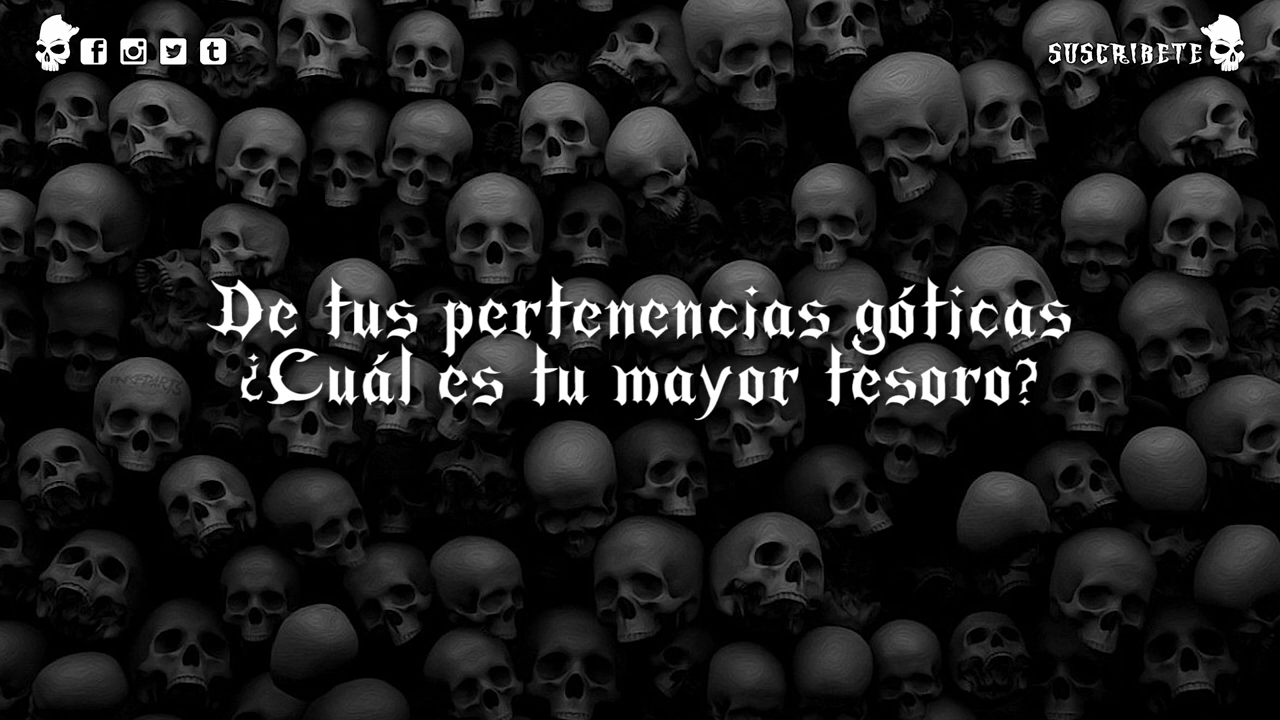 SUSCRIBETE
De tus pertenencias góticas
¿Cuál es tu mayor tesoro?